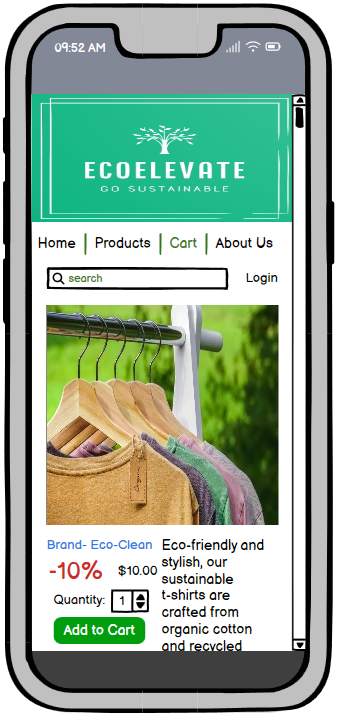 09:52 AM
ECOELEVATE
GO SUSTAINABLE
Home Products Cart About Us
search Login
Brand- Eco-Clean
-10% $10.00
Quantity: 1
Add to Cart
Eco-friendly and
stylish, our
sustainable
t-shirts are
crafted from
organic cotton
and recycled